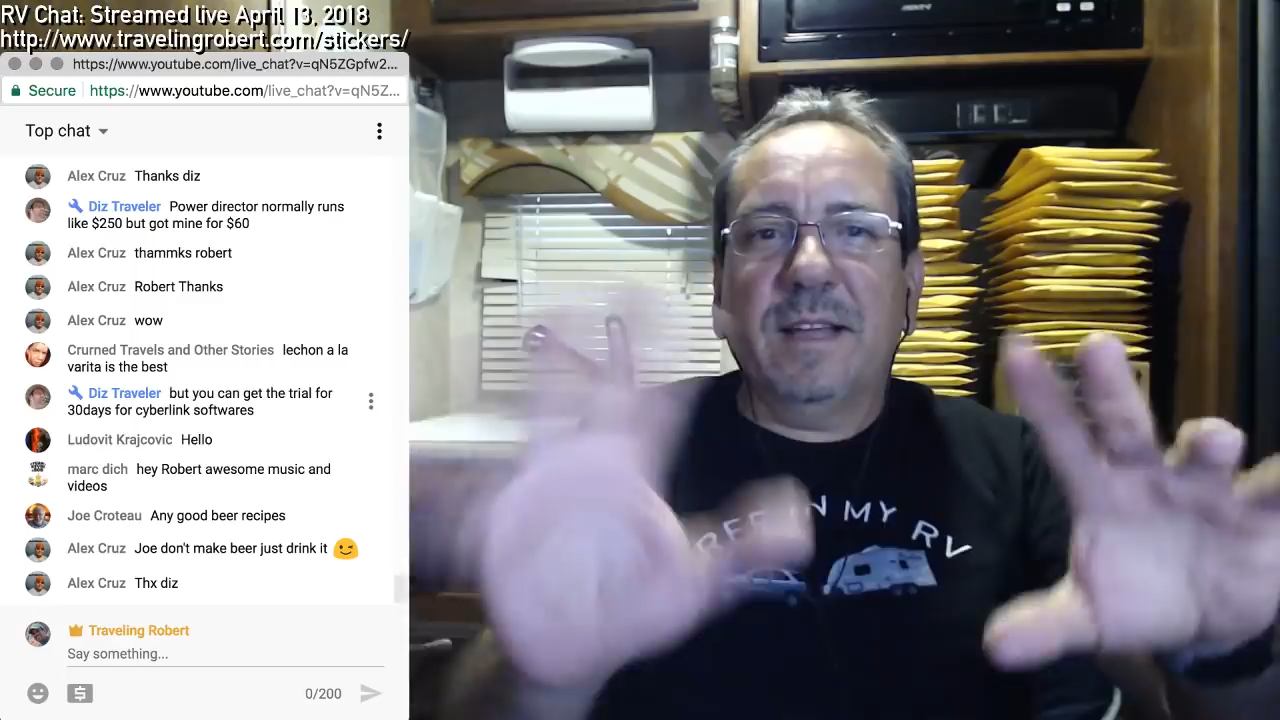 RV Chat: Streamed live April 13, 2018
http://www.travelingrobert.com/stickers/
https://www.youtube.com/live_chat?v=qN5ZGpfw2...
Secure https://www.youtube.com/live_chat?v=qN5Z...
Top chat
Alex Cruz Thanks diz
Diz Traveler Power director normally runs
like $250 but got mine for $60
Alex Cruz thammks robert
Alex Cruz Robert Thanks
Alex Cruz wow
Crurned Travels and Other Stories lechon a la
varita is the best
Diz Traveler but you can get the trial for
30days for cyberlink softwares
Ludovit Krajcovic Hello
marc dich hey Robert awesome music and
videos
Joe Croteau Any good beer recipes
Alex Cruz Joe don't make beer just drink it 😉
Alex Cruz Thx diz
Traveling Robert
Say something...
0/200
IN MY RV